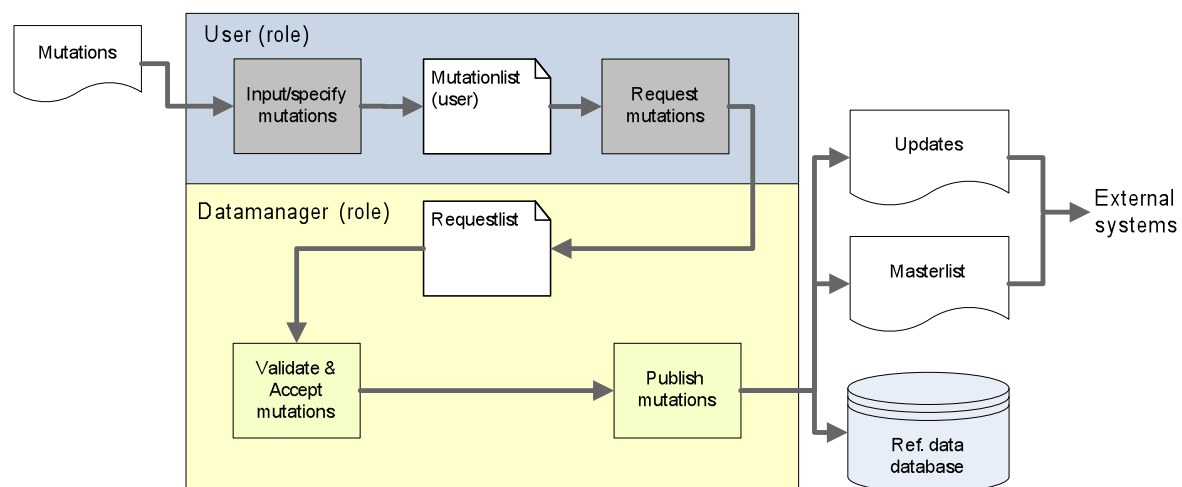 Mutations
User (role)
Input/specify
mutations
Mutationlist
(user)
Request
mutations
Datamanager (role)
Requestlist
Validate &
Accept
mutations
Publish
mutations
Updates
Masterlist
Ref. data
database
External
systems